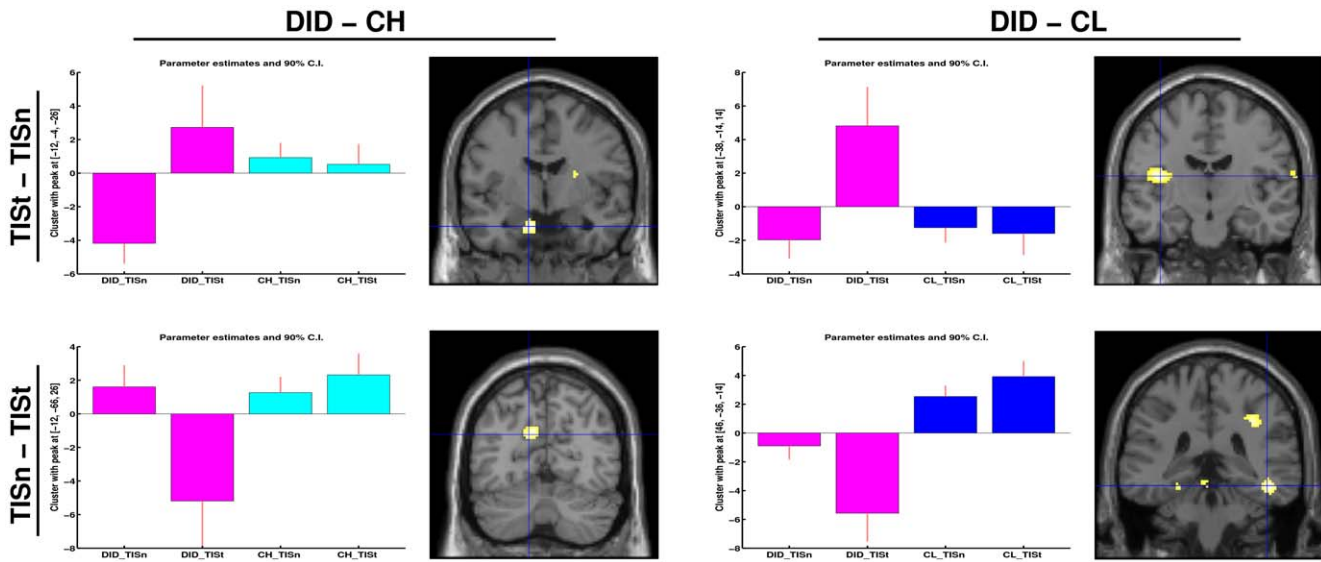 DID – CH
DID – CL
TISt – TISn
Parameter estimates and 90% C.I.
Cluster with peak at [-12, -4, -26]
6
4
2
0
-2
-4
-6
DID_TISn DID_TISt CH_TISn CH_TISt
Parameter estimates and 90% C.I.
Cluster with peak at [-38, -14, 14]
8
6
4
2
0
-2
-4
DID_TISn DID_TISt CL_TISn CL_TISt
TISn – TISt
Parameter estimates and 90% C.I.
Cluster with peak at [-12, -66, 26]
4
2
0
-2
-4
-6
-8
DID_TISn DID_TISt CH_TISn CH_TISt
Parameter estimates and 90% C.I.
Cluster with peak at [46, -36, -14]
6
4
2
0
-2
-4
-6
-8
DID_TISn DID_TISt CL_TISn CL_TISt